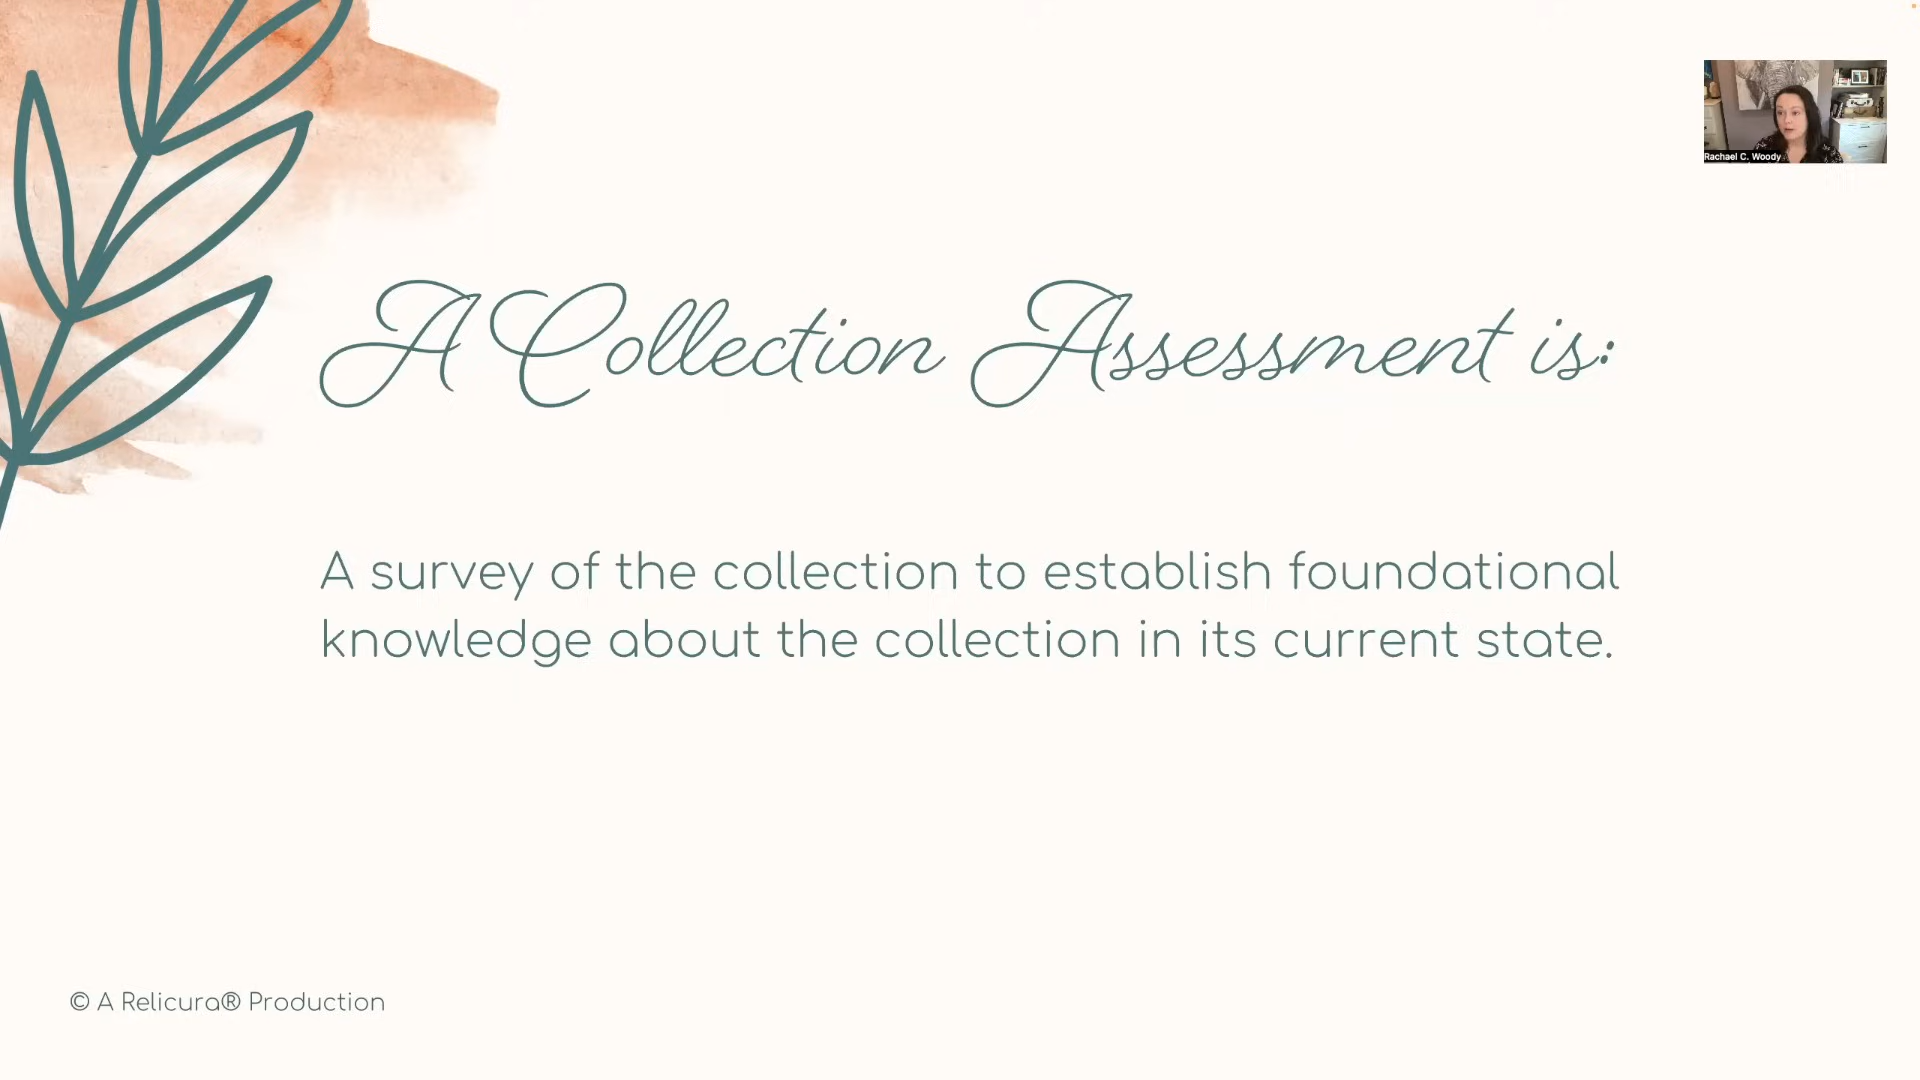 Rachael C. Woody
A Collection Assessment is:
A survey of the collection to establish foundational
knowledge about the collection in its current state.
© A Relicura® Production